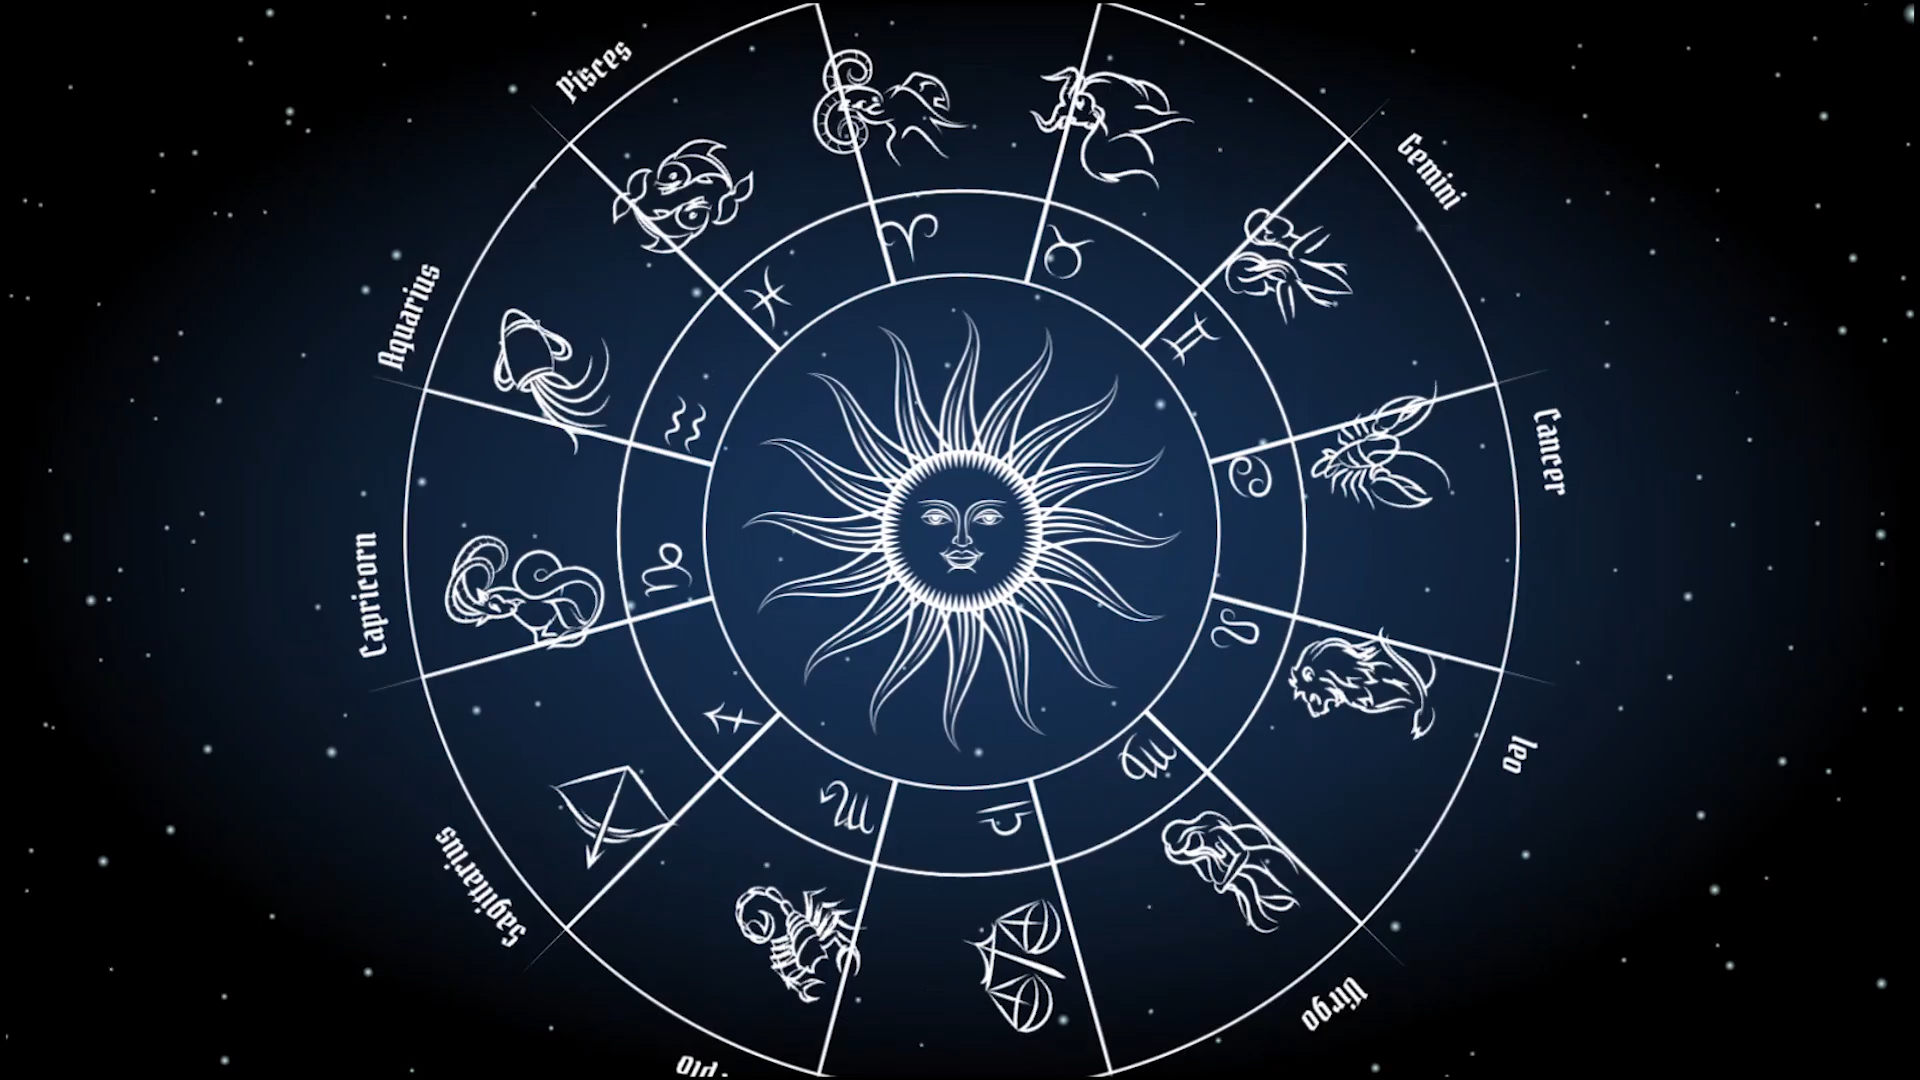 Pisces
Gemini
Aquarius
Cancer
Capricorn
Leo
Sagittarius
Virgo